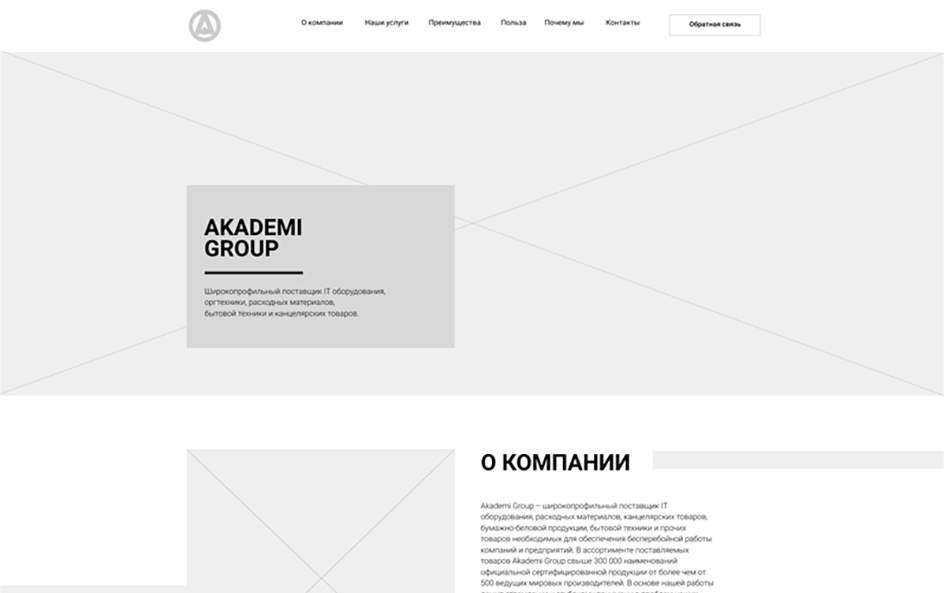 О компании Наши услуги Преимущества Польза Почему мы Контакты Обратная связь
AKADEMI
GROUP
Широкопрофильный поставщик IT оборудования,
оргтехники, расходных материалов,
бытовой техники и канцелярских товаров.
О КОМПАНИИ
Akademi Group – широкопрофильный поставщик IT
оборудования, расходных материалов, канцелярских товаров,
бумажно-беловой продукции, бытовой техники и прочих
товаров необходимых для обеспечения бесперебойной работы
компаний и предприятий. В ассортименте поставляемых
товаров Akademi Group свыше 300 000 наименований
официальной сертифицированной продукции от более чем от
500 ведущих мировых производителей. В основе нашей работы